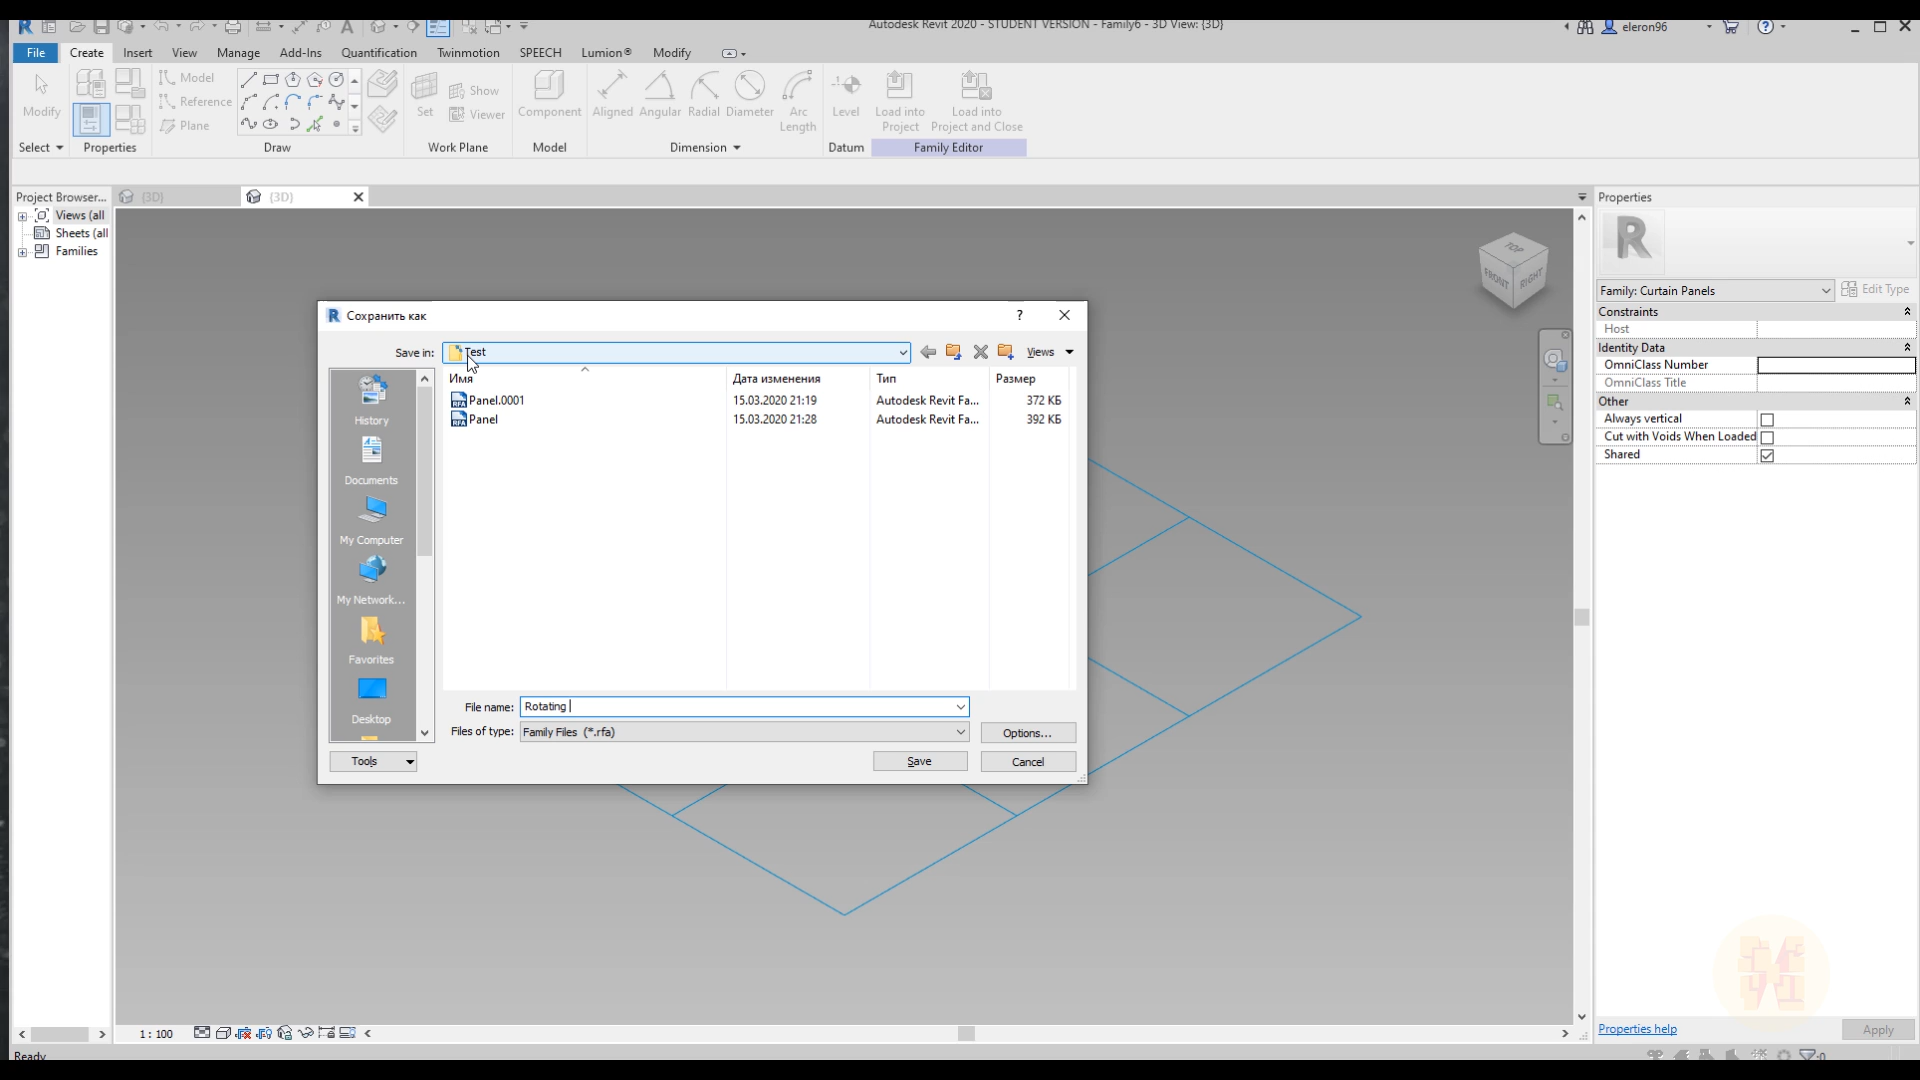 Autodesk Revit 2020 - STUDENT VERSION - Family6 - 3D View: {3D}
eleron96
File Create Insert View Manage Add-Ins Quantification Twinmotion SPEECH Lumion® Modify
Modify
Model
Reference
Plane
Set
Show
Viewer
Component
Aligned Angular Radial Diameter Arc Length
Level
Load into Project
Load into Project and Close
Select Properties Draw Work Plane Model Dimension Datum Family Editor
Project Browser...
Views (all
Sheets (all
Families
{3D}
{3D}
TOP
FRONT
RIGHT
Сохранить как
?
Save in: Test
Views
Имя Дата изменения Тип Размер
Panel.0001 15.03.2020 21:19 Autodesk Revit Fa... 372 КБ
Panel 15.03.2020 21:28 Autodesk Revit Fa... 392 КБ
History
Documents
My Computer
My Network...
Favorites
Desktop
File name: Rotating
Files of type: Family Files (*.rfa)
Options...
Tools
Save
Cancel
Properties
R
Family: Curtain Panels
Edit Type
Constraints
Host
Identity Data
OmniClass Number
OmniClass Title
Other
Always vertical
Cut with Voids When Loaded
Shared
Properties help
Apply
1 : 100
Ready
:0